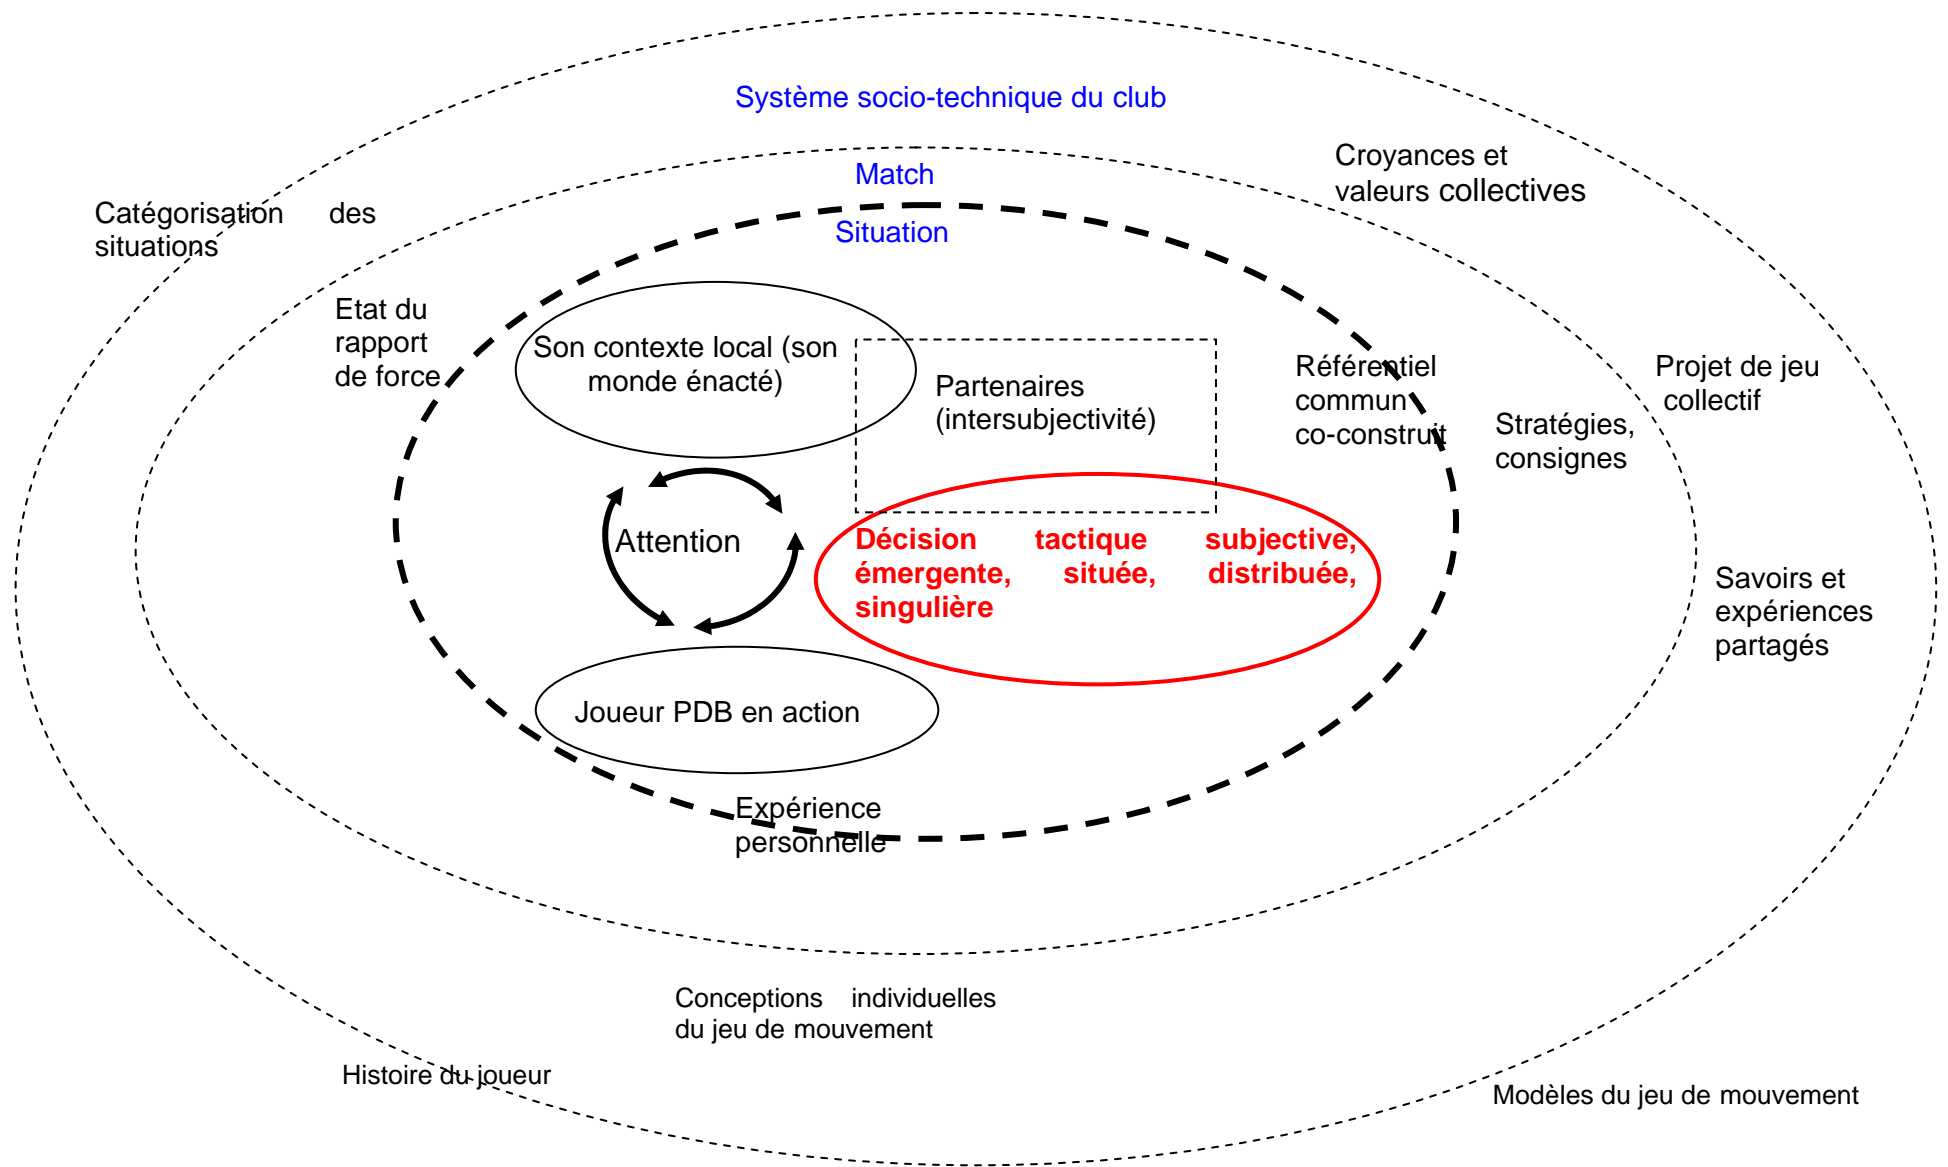 Système socio-technique du club
Croyances et
valeurs collectives
Match
Catégorisation des
situations
Situation
Etat du
rapport
de force
Son contexte local (son
monde énacté)
Partenaires
(intersubjectivité)
Référentiel
commun
co-construit
Projet de jeu
collectif
Stratégies,
consignes
Attention
Décision tactique subjective,
émergente, située, distribuée,
singulière
Savoirs et
expériences
partagés
Joueur PDB en action
Expérience
personnelle
Conceptions individuelles
du jeu de mouvement
Histoire du joueur
Modèles du jeu de mouvement